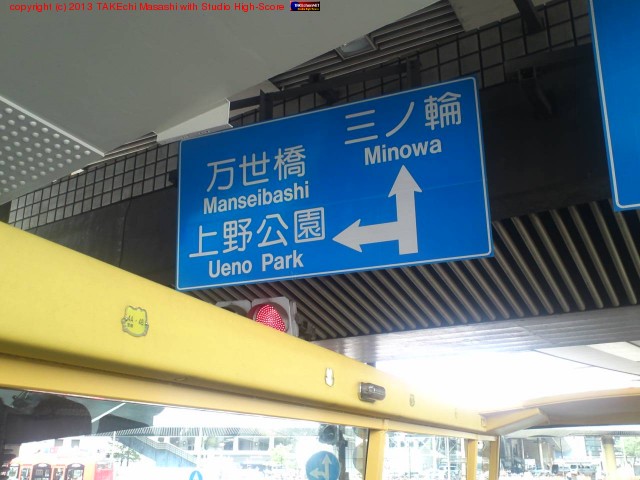 copyright (c) 2013 TAKEchi Masashi with Studio High-Score
三ノ輪
Minowa
万世橋
Manseibashi
上野公園
Ueno Park